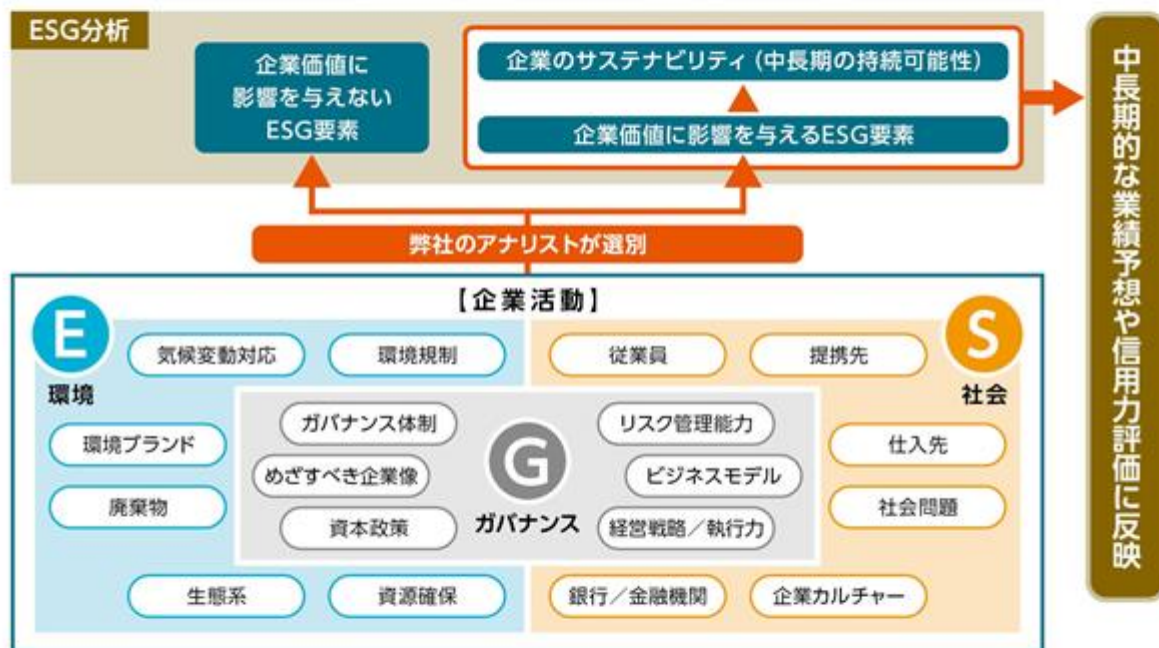 ESG分析
企業価値に
影響を与えない
ESG要素
企業のサステナビリティ（中長期の持続可能性）
企業価値に影響を与えるESG要素
中長期的な業績予想や信用力評価に反映
弊社のアナリストが選別
【企業活動】
E
環境
S
社会
気候変動対応
環境規制
従業員
提携先
環境ブランド
廃棄物
ガバナンス体制
めざすべき企業像
資本政策
G
ガバナンス
リスク管理能力
ビジネスモデル
経営戦略／執行力
仕入先
社会問題
生態系
資源確保
銀行／金融機関
企業カルチャー